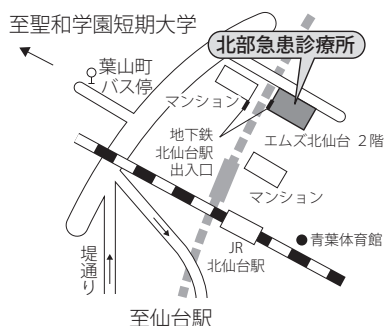 至聖和学園短期大学
北部急患診療所
葉山町
バス停
マンション
地下鉄
北仙台駅
出入口
エムズ北仙台 2階
マンション
JR
北仙台駅
青葉体育館
堤通り
至仙台駅